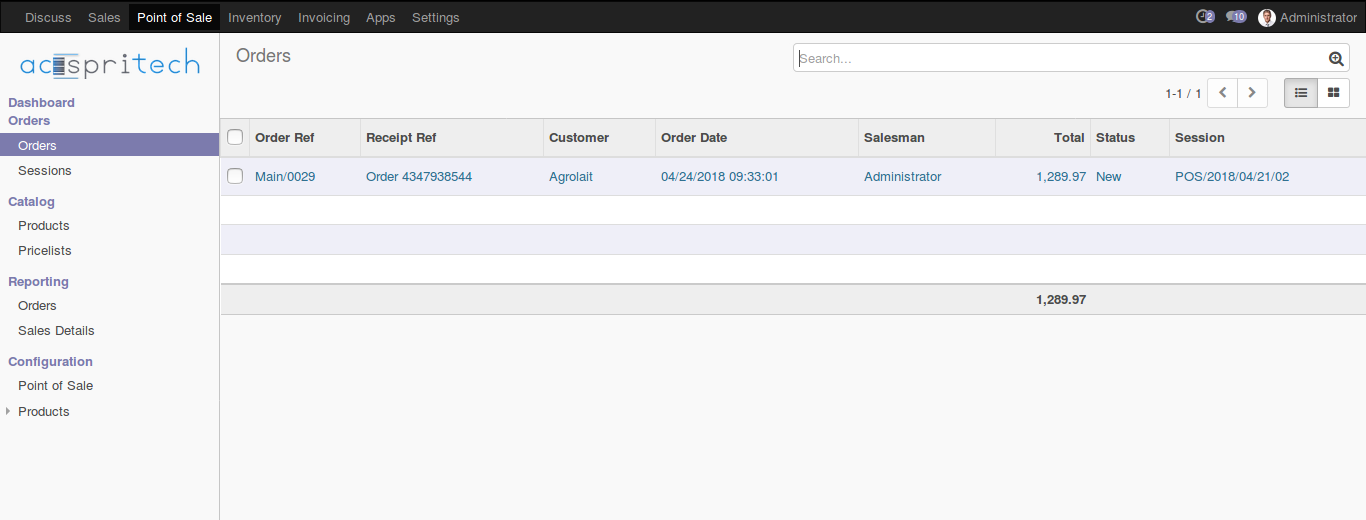 Discuss Sales Point of Sale Inventory Invoicing Apps Settings 2 10 Administrator
acespritech
Dashboard
Orders
Orders
Sessions
Catalog
Products
Pricelists
Reporting
Orders
Sales Details
Configuration
Point of Sale
Products
Orders
Search...
1-1 / 1
Order Ref Receipt Ref Customer Order Date Salesman Total Status Session
Main/0029 Order 4347938544 Agrolait 04/24/2018 09:33:01 Administrator 1,289.97 New POS/2018/04/21/02
1,289.97